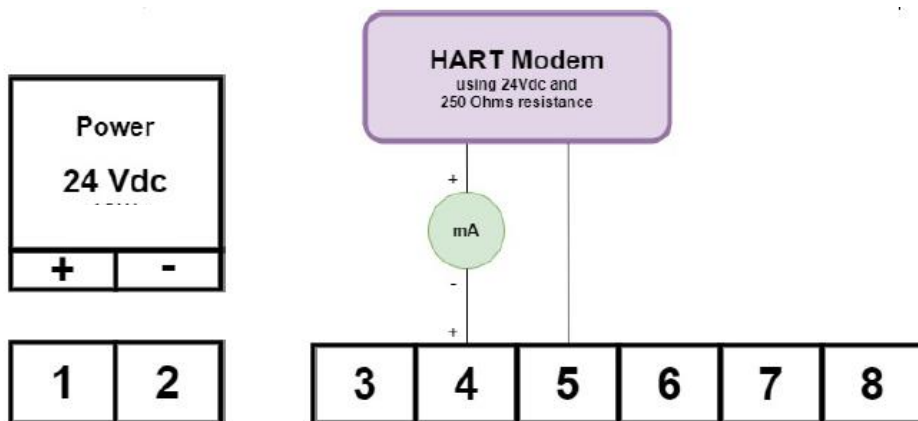 HART Modem
using 24Vdc and
250 Ohms resistance
Power
24 Vdc
+ -
+
mA
-
+
1 2 3 4 5 6 7 8